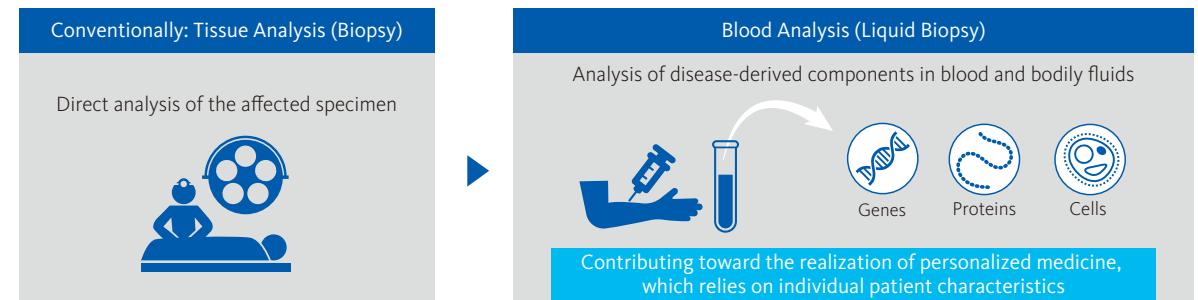 Conventionally: Tissue Analysis (Biopsy)
Direct analysis of the affected specimen
Blood Analysis (Liquid Biopsy)
Analysis of disease-derived components in blood and bodily fluids
Genes
Proteins
Cells
Contributing toward the realization of personalized medicine,
which relies on individual patient characteristics